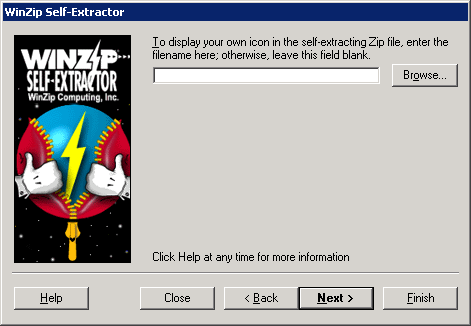 WinZip Self-Extractor
WINZIP
SELF-EXTRACTOR
WinZip Computing, Inc.
To display your own icon in the self-extracting Zip file, enter the
filename here; otherwise, leave this field blank.
Browse...
Click Help at any time for more information
Help
Close
< Back
Next >
Finish